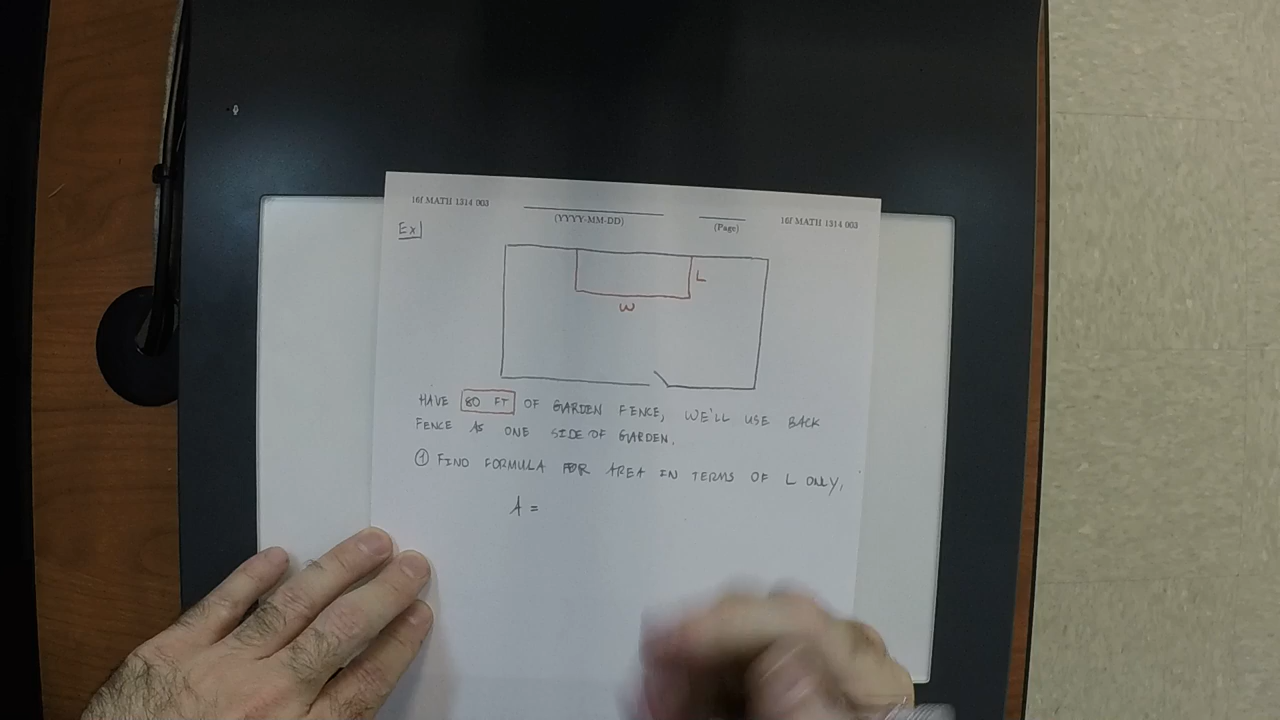 16f MATH 1314 003
(YYYY-MM-DD)
(Page)
16f MATH 1314 003
Ex
L
W
HAVE 80 FT OF GARDEN FENCE, WE'LL USE BACK
FENCE AS ONE SIDE OF GARDEN.
① FIND FORMULA FOR AREA IN TERMS OF L ONLY,
A =